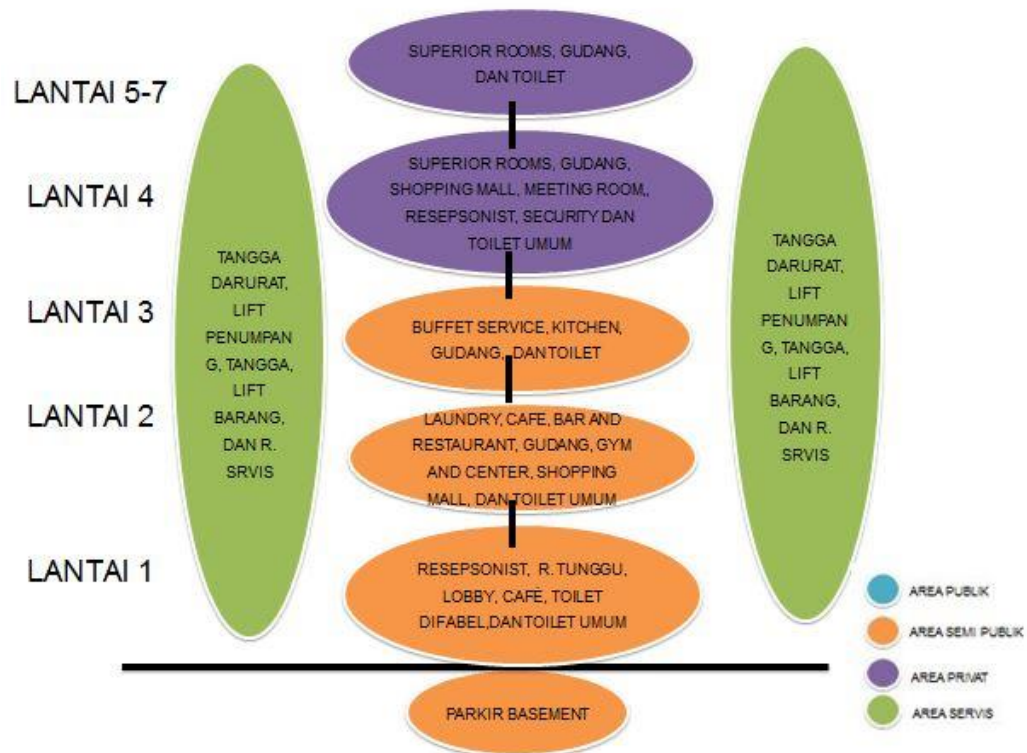 LANTAI 5-7
LANTAI 4
LANTAI 3
LANTAI 2
LANTAI 1
TANGGA
DARURAT,
LIFT
PENUMPAN
G, TANGGA,
LIFT
BARANG,
DAN R.
SRVIS
SUPERIOR ROOMS, GUDANG,
DAN TOILET
SUPERIOR ROOMS, GUDANG,
SHOPPING MALL, MEETING ROOM,,
RESEPSONIST, SECURITY DAN
TOILET UMUM
BUFFET SERVICE, KITCHEN,
GUDANG, DANTOILET
LAUNDRY, CAFE, BAR AND
RESTAURANT, GUDANG, GYM
AND CENTER, SHOPPING
MALL, DAN TOILET UMUM
RESEPSONIST, R. TUNGGU,
LOBBY, CAFÈ, TOILET
DIFABEL,DAN TOILET UMUM
PARKIR BASEMENT
TANGGA
DARURAT,
LIFT
PENUMPAN
G, TANGGA,
LIFT
BARANG,
DAN R.
SRVIS
AREA PUBLIK
AREA SEMI PUBLIK
AREA PRIVAT
AREA SERVIS